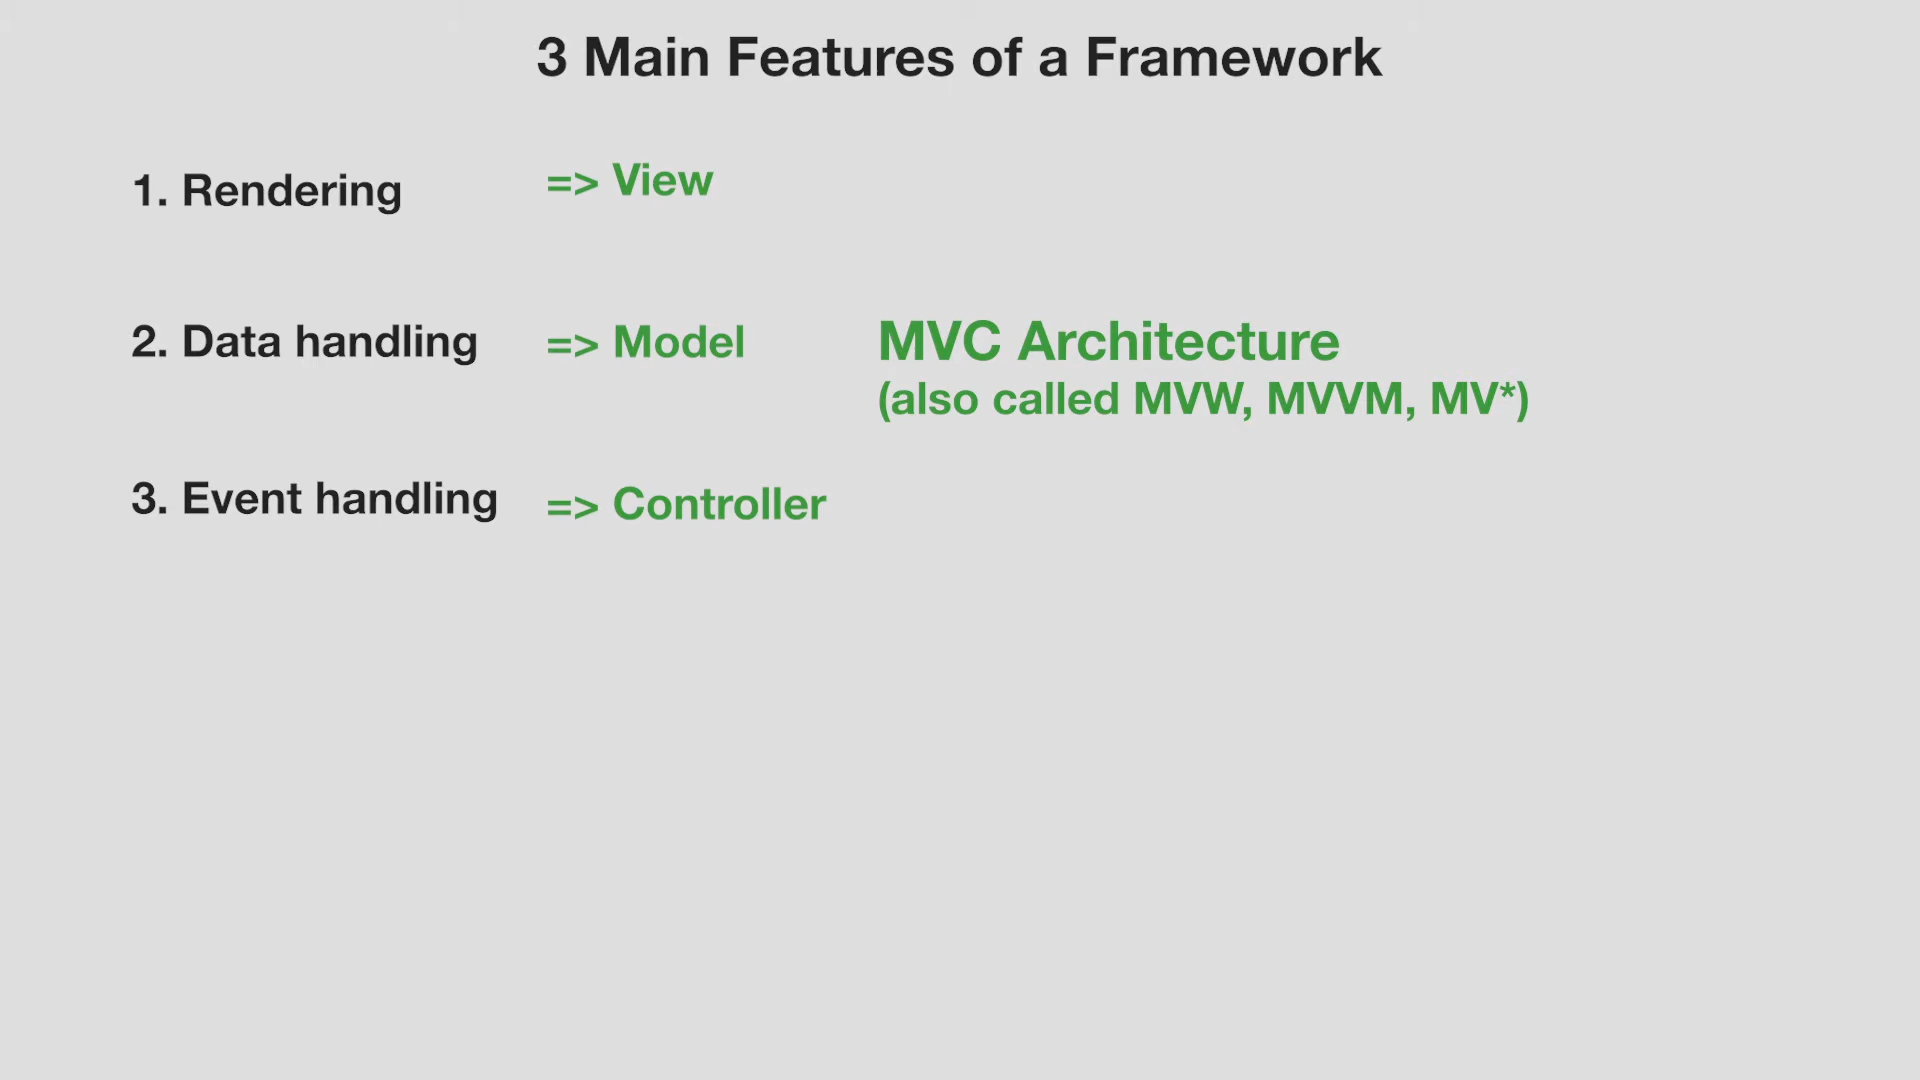 3 Main Features of a Framework
1. Rendering => View
2. Data handling => Model MVC Architecture
(also called MVW, MVVM, MV*)
3. Event handling => Controller